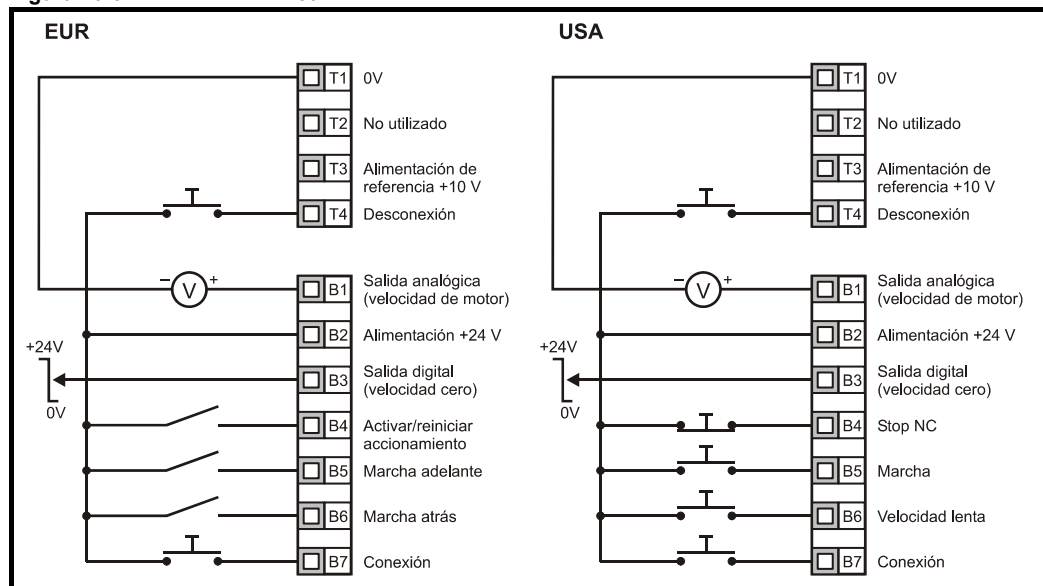 EUR
T1 0V
T2 No utilizado
T3 Alimentación de
referencia +10 V
T4 Desconexión
− V +
B1 Salida analógica
(velocidad de motor)
B2 Alimentación +24 V
+24V
0V
B3 Salida digital
(velocidad cero)
B4 Activar/reiniciar
accionamiento
B5 Marcha adelante
B6 Marcha atrás
B7 Conexión
USA
T1 0V
T2 No utilizado
T3 Alimentación de
referencia +10 V
T4 Desconexión
− V +
B1 Salida analógica
(velocidad de motor)
B2 Alimentación +24 V
+24V
0V
B3 Salida digital
(velocidad cero)
B4 Stop NC
B5 Marcha
B6 Velocidad lenta
B7 Conexión